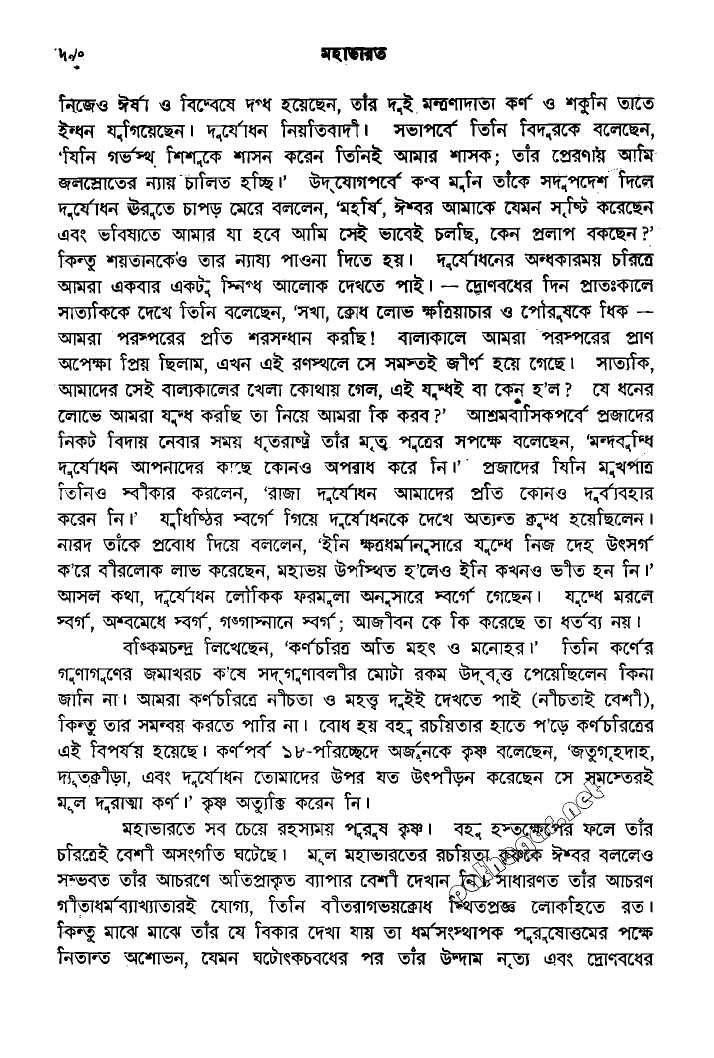 ৸৶৹ মহাভারত
নিজেও ঈর্ষা ও বিদ্বেষে দগ্ধ হয়েছেন, তাঁর দুই মন্ত্রণাদাতা কর্ণ ও শকুনি তাতে
ইন্ধন যুগিয়েছেন। দুর্যোধন নিয়তিবাদী। সভাপর্বে তিনি বিদুরকে বলেছেন,
'যিনি গর্ভস্থ শিশুকে শাসন করেন তিনিই আমার শাসক; তাঁর প্রেরণায় আমি
জলস্রোতের ন্যায় চালিত হচ্ছি।' উদ্‌যোগপর্বে কণ্ব মুনি তাঁকে সদুপদেশ দিলে
দুর্যোধন ঊরুতে চাপড় মেরে বললেন, 'মহর্ষি, ঈশ্বর আমাকে যেমন সৃষ্টি করেছেন
এবং ভবিষ্যতে আমার যা হবে আমি সেই ভাবেই চলছি, কেন প্রলাপ বকছেন?'
কিন্তু শয়তানকেও তার ন্যায্য পাওনা দিতে হয়। দুর্যোধনের অন্ধকারময় চরিত্রে
আমরা একবার একটু স্নিগ্ধ আলোক দেখতে পাই। — দ্রোণবধের দিন প্রাতঃকালে
সাত্যকিকে দেখে তিনি বলেছেন, 'সখা, ক্রোধ লোভ ক্ষত্রিয়াচার ও পৌরুষকে ধিক —
আমরা পরস্পরের প্রতি শরসন্ধান করছি! বাল্যকালে আমরা পরস্পরের প্রাণ
অপেক্ষা প্রিয় ছিলাম, এখন এই রণস্থলে সে সমস্তই জীর্ণ হয়ে গেছে। সাত্যকি,
আমাদের সেই বাল্যকালের খেলা কোথায় গেল, এই যুদ্ধই বা কেন হ'ল? যে ধনের
লোভে আমরা যুদ্ধ করছি তা নিয়ে আমরা কি করব?' আশ্রমবাসিকপর্বে প্রজাদের
নিকট বিদায় নেবার সময় ধৃতরাষ্ট্র তাঁর মৃত পুত্রের সপক্ষে বলেছেন, 'মন্দবুদ্ধি
দুর্যোধন আপনাদের কাছে কোনও অপরাধ করে নি।' প্রজাদের যিনি মুখপাত্র
তিনিও স্বীকার করলেন, 'রাজা দুর্যোধন আমাদের প্রতি কোনও দুর্ব্যবহার
করেন নি।' যুধিষ্ঠির স্বর্গে গিয়ে দুর্যোধনকে দেখে অত্যন্ত ক্রুদ্ধ হয়েছিলেন।
নারদ তাঁকে প্রবোধ দিয়ে বললেন, 'ইনি ক্ষত্রধর্মানুসারে যুদ্ধে নিজ দেহ উৎসর্গ
ক'রে বীরলোক লাভ করেছেন, মহাভয় উপস্থিত হ'লেও ইনি কখনও ভীত হন নি।'
আসল কথা, দুর্যোধন লৌকিক ফরমুলা অনুসারে স্বর্গে গেছেন। যুদ্ধে মরলে
স্বর্গ, অশ্বমেধে স্বর্গ, গঙ্গাস্নানে স্বর্গ; আজীবন কে কি করেছে তা ধর্তব্য নয়।
বঙ্কিমচন্দ্র লিখেছেন, 'কর্ণচরিত্র অতি মহৎ ও মনোহর।' তিনি কর্ণের
গুণাগুণের জমাখরচ ক'ষে সদ্‌গুণাবলীর মোটা রকম উদ্‌বৃত্ত পেয়েছিলেন কিনা
জানি না। আমরা কর্ণচরিত্রে নীচতা ও মহত্ত্ব দুইই দেখতে পাই (নীচতাই বেশী),
কিন্তু তার সমন্বয় করতে পারি না। বোধ হয় বহু রচয়িতার হাতে প'ড়ে কর্ণচরিত্রের
এই বিপর্যয় হয়েছে। কর্ণপর্ব ১৮-পরিচ্ছেদে অর্জুনকে কৃষ্ণ বলেছেন, 'জতুগৃহদাহ,
দ্যূতক্রীড়া, এবং দুর্যোধন তোমাদের উপর যত উৎপীড়ন করেছেন সে সমস্তেরই
মূল দুরাত্মা কর্ণ।' কৃষ্ণ অত্যুক্তি করেন নি।
মহাভারতে সব চেয়ে রহস্যময় পুরুষ কৃষ্ণ। বহু হস্তক্ষেপের ফলে তাঁর
চরিত্রেই বেশী অসংগতি ঘটেছে। মূল মহাভারতের রচয়িতা কৃষ্ণকে ঈশ্বর বললেও
সম্ভবত তাঁর আচরণে অতিপ্রাকৃত ব্যাপার বেশী দেখান নি। সাধারণত তাঁর আচরণ
গীতাধর্মব্যাখ্যাতারই যোগ্য, তিনি বীতরাগভয়ক্রোধ স্থিতপ্রজ্ঞ লোকহিতে রত।
কিন্তু মাঝে মাঝে তাঁর যে বিকার দেখা যায় তা ধর্মসংস্থাপক পুরুষোত্তমের পক্ষে
নিতান্ত অশোভন, যেমন ঘটোৎকচবধের পর তাঁর উদ্দাম নৃত্য এবং দ্রোণবধের